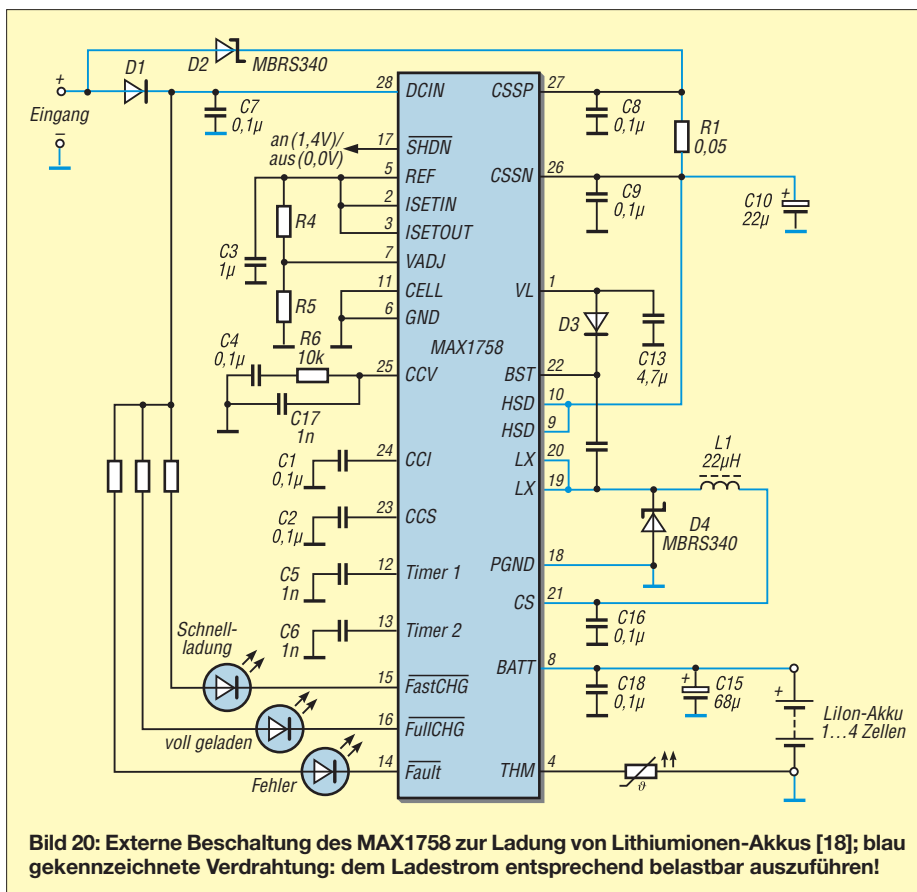 D1
D2
MBRS340
+
Eingang
–
C7
0,1µ
28
DCIN
CSSP
27
C8
0,1µ
R1
0,05
an (1,4V)/
aus (0,0V)
17
SHDN
5
REF
2
ISETIN
3
ISETOUT
7
VADJ
11
CELL
6
GND
CSSN
26
C9
0,1µ
+
C10
22µ
R4
C3
1µ
R5
VL
1
D3
C13
4,7µ
MAX1758
R6
10k
C4
0,1µ
25
CCV
C17
1n
BST
22
HSD
10
HSD
9
LX
20
LX
19
L1
22µH
C1
0,1µ
24
CCI
C2
0,1µ
23
CCS
D4
MBRS340
PGND
18
CS
21
C16
0,1µ
C5
1n
12
Timer 1
C6
1n
13
Timer 2
BATT
8
C18
0,1µ
+
C15
68µ
+
LiIon-Akku
1…4 Zellen
Schnell-
ladung
15
FastCHG
voll geladen
16
FullCHG
Fehler
14
Fault
THM
4
ϑ
Bild 20: Externe Beschaltung des MAX1758 zur Ladung von Lithiumionen-Akkus [18]; blau
gekennzeichnete Verdrahtung: dem Ladestrom entsprechend belastbar auszuführen!